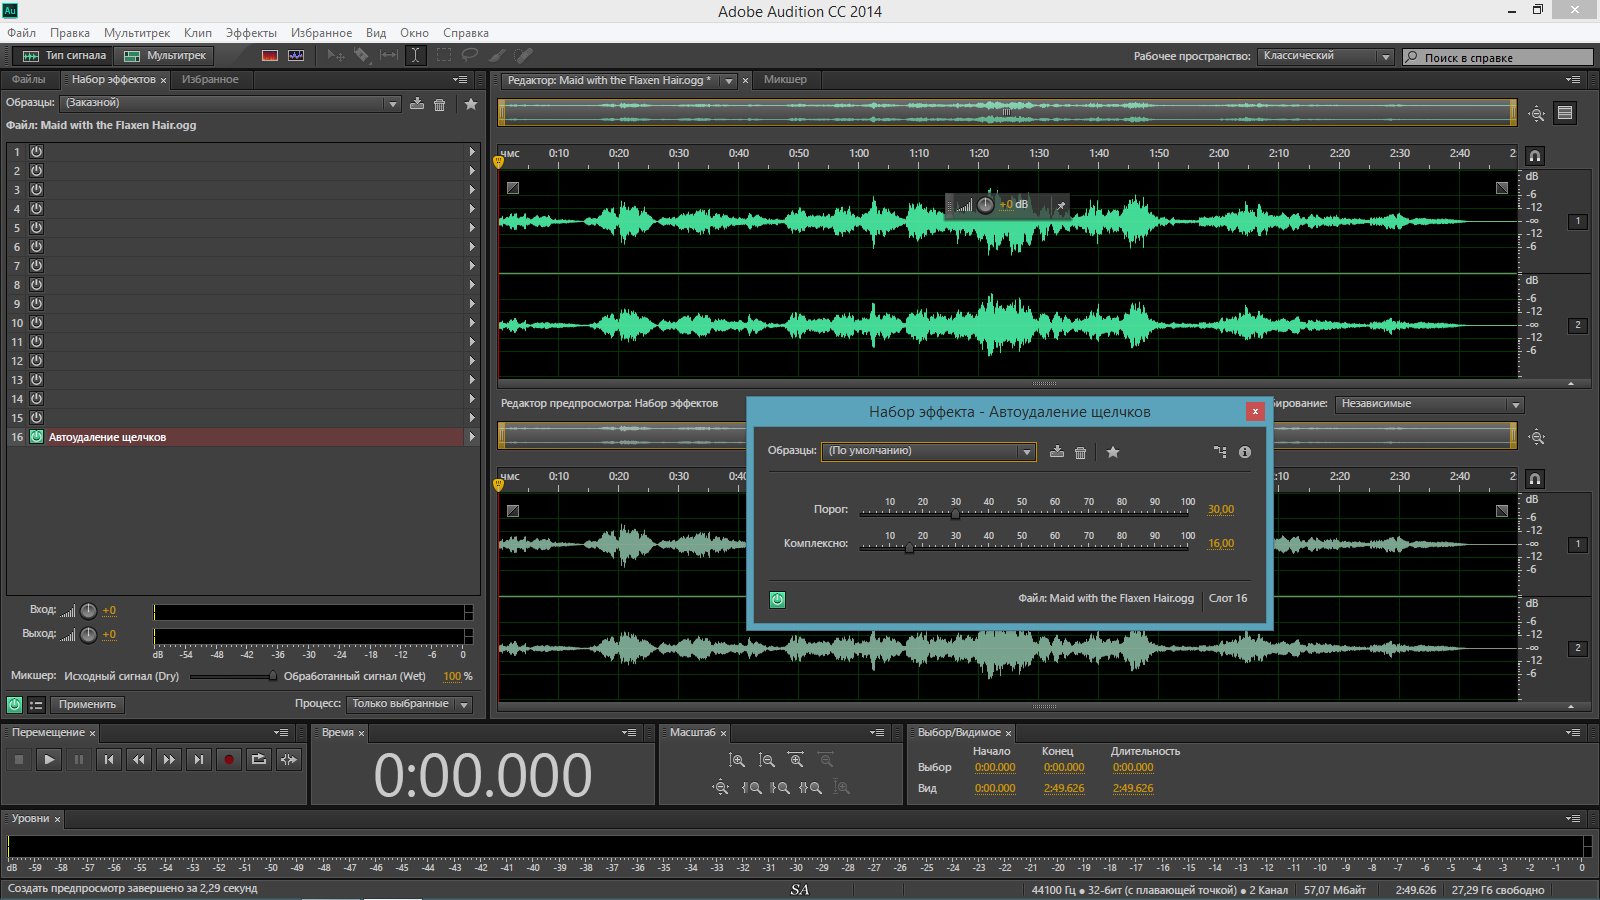 Au Adobe Audition CC 2014
Файл Правка Мультитрек Клип Эффекты Избранное Вид Окно Справка
Тип сигнала Мультитрек Рабочее пространство: Классический Поиск в справке
Файлы Набор эффектов × Избранное
Образцы: (Заказной)
Файл: Maid with the Flaxen Hair.ogg
1
2
3
4
5
6
7
8
9
10
11
12
13
14
15
16 Автоудаление щелчков
Вход: +0
Выход: +0
dB -54 -48 -42 -36 -30 -24 -18 -12 -6 0
Микшер: Исходный сигнал (Dry) Обработанный сигнал (Wet) 100 %
Применить Процесс: Только выбранные
Редактор: Maid with the Flaxen Hair.ogg * × Микшер
чмс 0:10 0:20 0:30 0:40 0:50 1:00 1:10 1:20 1:30 1:40 1:50 2:00 2:10 2:20 2:30 2:40 2:
+0 dB
dB
-6
-12
-∞
-12
-6
1
dB
-6
-12
-∞
-12
-6
2
Редактор предпросмотра: Набор эффектов бирование: Независимые
чмс 0:10 0:20 0:30 0:4 2:10 2:20 2:30 2:40 2:
dB
-6
-12
-∞
-12
-6
1
dB
-6
-12
-∞
-12
-6
2
Набор эффекта - Автоудаление щелчков x
Образцы: (По умолчанию)
10 20 30 40 50 60 70 80 90 100
Порог: 30,00
10 20 30 40 50 60 70 80 90 100
Комплексно: 16,00
Файл: Maid with the Flaxen Hair.ogg Слот 16
Перемещение ×
Время ×
0:00.000
Масштаб ×
Выбор/Видимое ×
Начало Конец Длительность
Выбор 0:00.000 0:00.000 0:00.000
Вид 0:00.000 2:49.626 2:49.626
Уровни ×
dB -59 -58 -57 -56 -55 -54 -53 -52 -51 -50 -49 -48 -47 -46 -45 -44 -43 -42 -41 -40 -39 -38 -37 -36 -35 -34 -33 -32 -31 -30 -29 -28 -27 -26 -25 -24 -23 -22 -21 -20 -19 -18 -17 -16 -15 -14 -13 -12 -11 -10 -9 -8 -7 -6 -5 -4 -3 -2 -1 0
Создать предпросмотр завершено за 2,29 секунд SA 44100 Гц ● 32-бит (с плавающей точкой) ● 2 Канал 57,07 Мбайт 2:49.626 27,29 Гб свободно